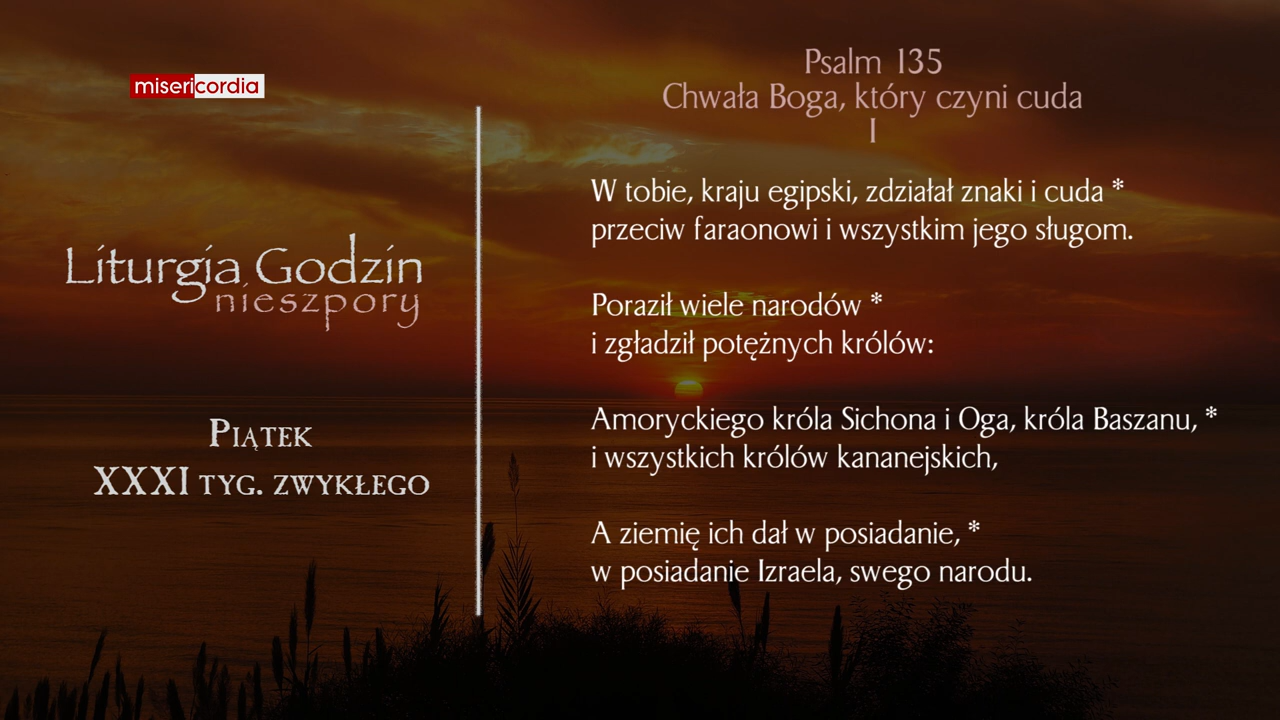 misericordia
Liturgia Godzin
nieszpory
Piątek
XXXI tyg. zwykłego
Psalm 135
Chwała Boga, który czyni cuda
I
W tobie, kraju egipski, zdziałał znaki i cuda *
przeciw faraonowi i wszystkim jego sługom.
Poraził wiele narodów *
i zgładził potężnych królów:
Amoryckiego króla Sichona i Oga, króla Baszanu, *
i wszystkich królów kananejskich,
A ziemię ich dał w posiadanie, *
w posiadanie Izraela, swego narodu.